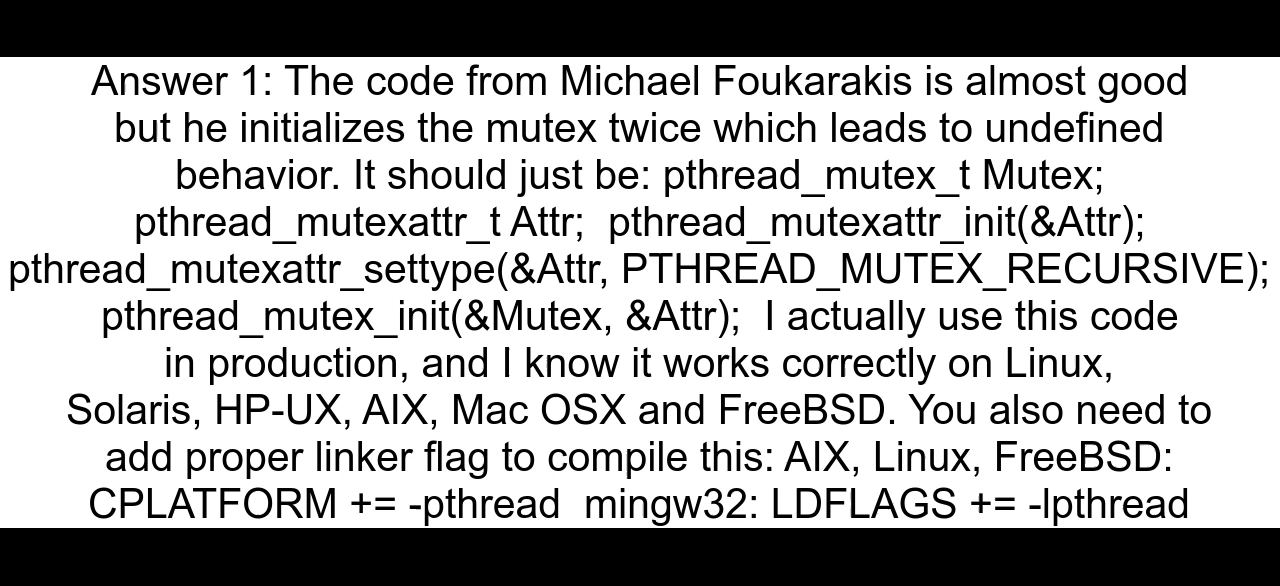 Answer 1: The code from Michael Foukarakis is almost good
but he initializes the mutex twice which leads to undefined
behavior. It should just be: pthread_mutex_t Mutex;
pthread_mutexattr_t Attr;  pthread_mutexattr_init(&Attr);
pthread_mutexattr_settype(&Attr, PTHREAD_MUTEX_RECURSIVE);
pthread_mutex_init(&Mutex, &Attr);  I actually use this code
in production, and I know it works correctly on Linux,
Solaris, HP-UX, AIX, Mac OSX and FreeBSD. You also need to
add proper linker flag to compile this: AIX, Linux, FreeBSD:
CPLATFORM += -pthread  mingw32: LDFLAGS += -lpthread